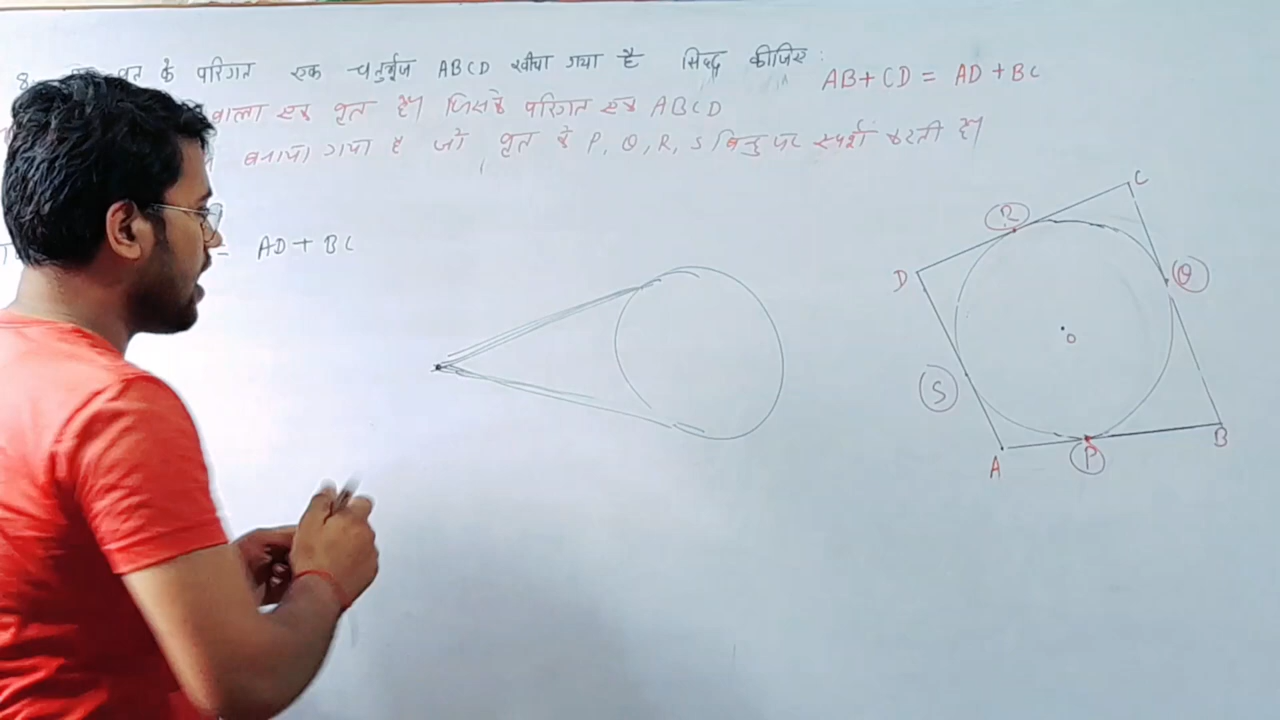 8. के परिगत एक चतुर्भुज ABCD खींचा गया है सिद्ध कीजिए :
AB + CD = AD + BC
वाला एक वृत है। जिसके परिगत एक ABCD
बनाया गया है जो वृत के P, Q, R, S बिन्दु पर स्पर्श करती है।
= AD + BC
C
R
D
Q
O
S
A
P
B